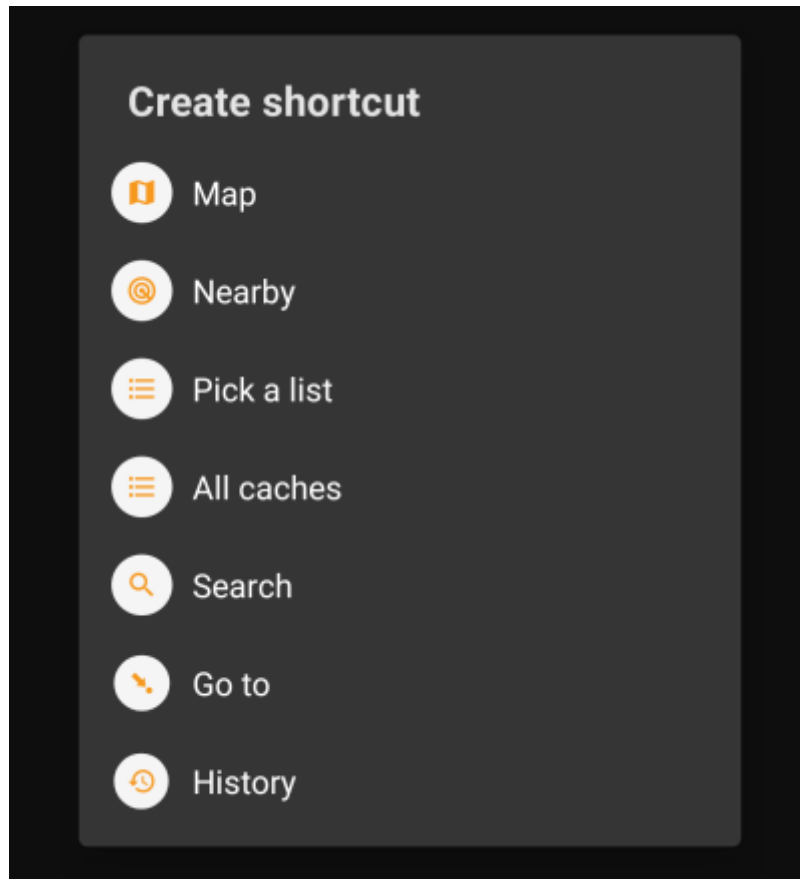 Create shortcut
Map
Nearby
Pick a list
All caches
Search
Go to
History